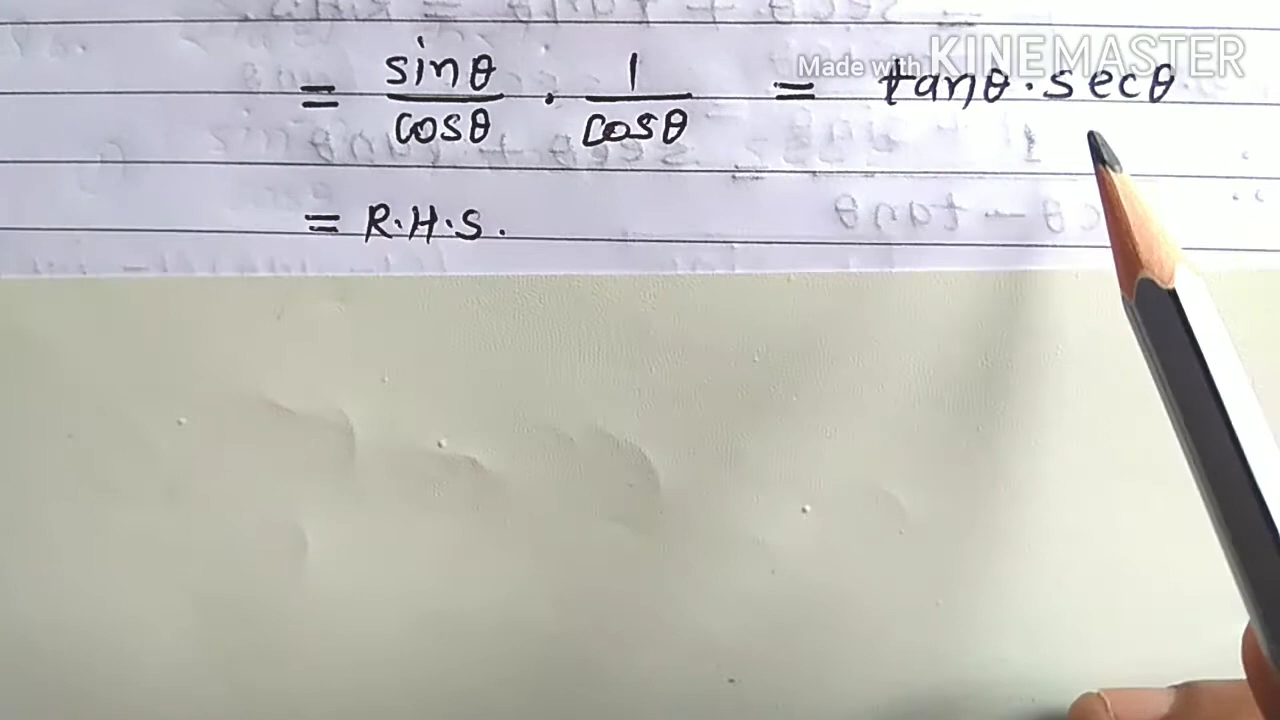 Made with KINEMASTER
= sinθ/cosθ · 1/cosθ = tanθ · secθ
= R.H.S.